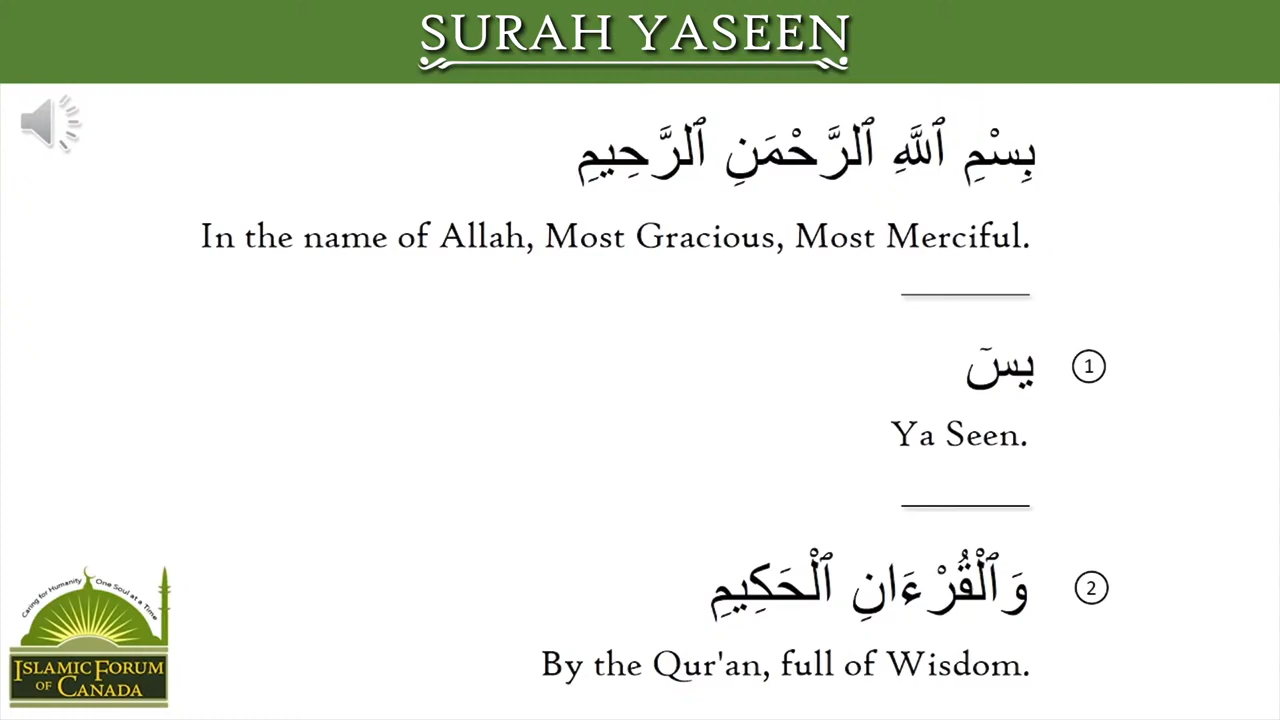 SURAH YASEEN
بِسْمِ ٱللَّهِ ٱلرَّحْمَنِ ٱلرَّحِيمِ
In the name of Allah, Most Gracious, Most Merciful.
يسٓ ①
Ya Seen.
وَٱلْقُرْءَانِ ٱلْحَكِيمِ ②
By the Qur'an, full of Wisdom.
Caring for Humanity One Soul at a Time
ISLAMIC FORUM
OF CANADA